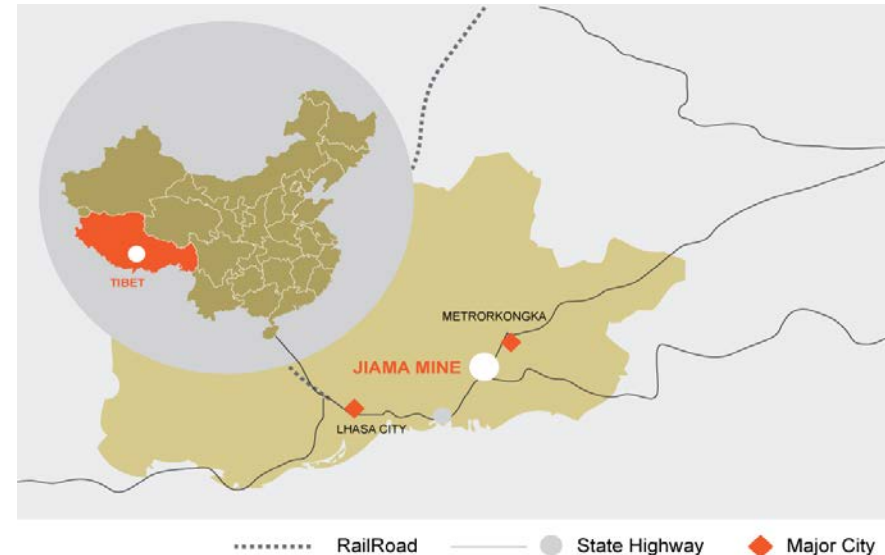 TIBET
METRORKONGKA
JIAMA MINE
LHASA CITY
RailRoad State Highway Major City